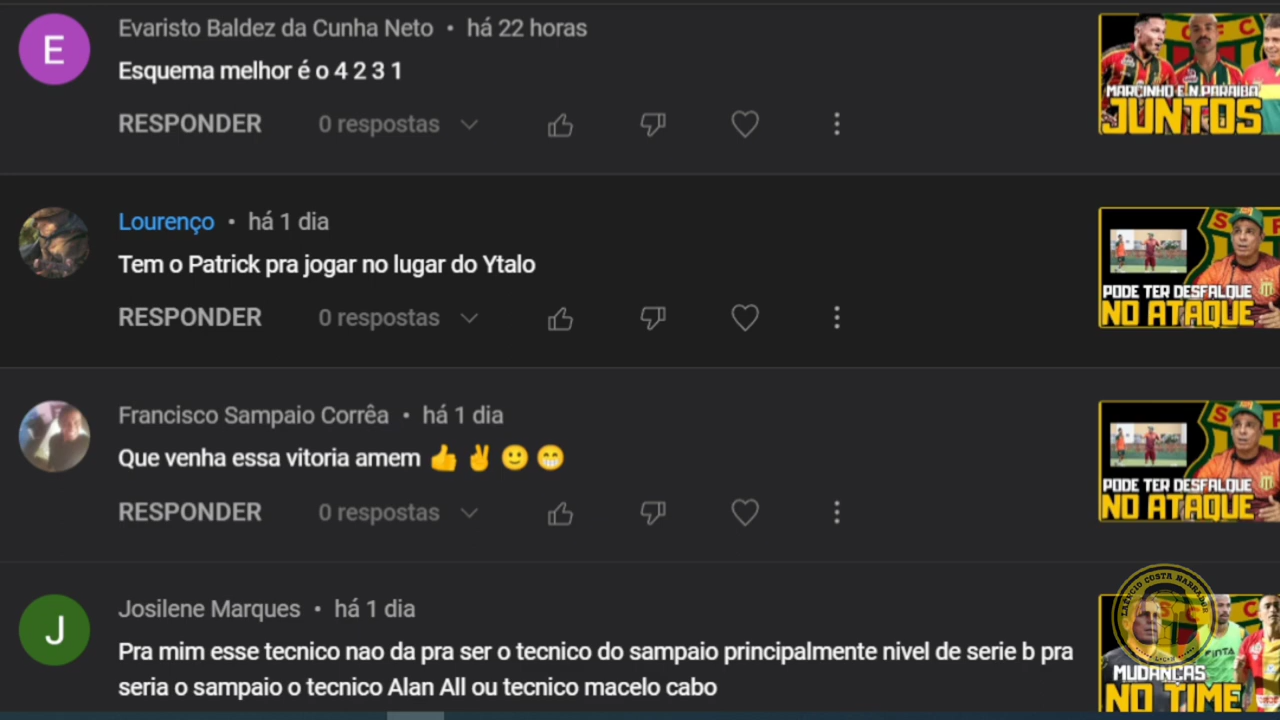 E
Evaristo Baldez da Cunha Neto • há 22 horas
Esquema melhor é o 4 2 3 1
RESPONDER 0 respostas
MARCINHO E N.PARAIBA
JUNTOS
Lourenço • há 1 dia
Tem o Patrick pra jogar no lugar do Ytalo
RESPONDER 0 respostas
PODE TER DESFALQUE
NO ATAQUE
Francisco Sampaio Corrêa • há 1 dia
Que venha essa vitoria amem 👍 ✌ 🙂 😁
RESPONDER 0 respostas
PODE TER DESFALQUE
NO ATAQUE
J
Josilene Marques • há 1 dia
Pra mim esse tecnico nao da pra ser o tecnico do sampaio principalmente nivel de serie b pra
seria o sampaio o tecnico Alan All ou tecnico macelo cabo
COSTA NARRADOR
MUDANÇAS
NO TIME